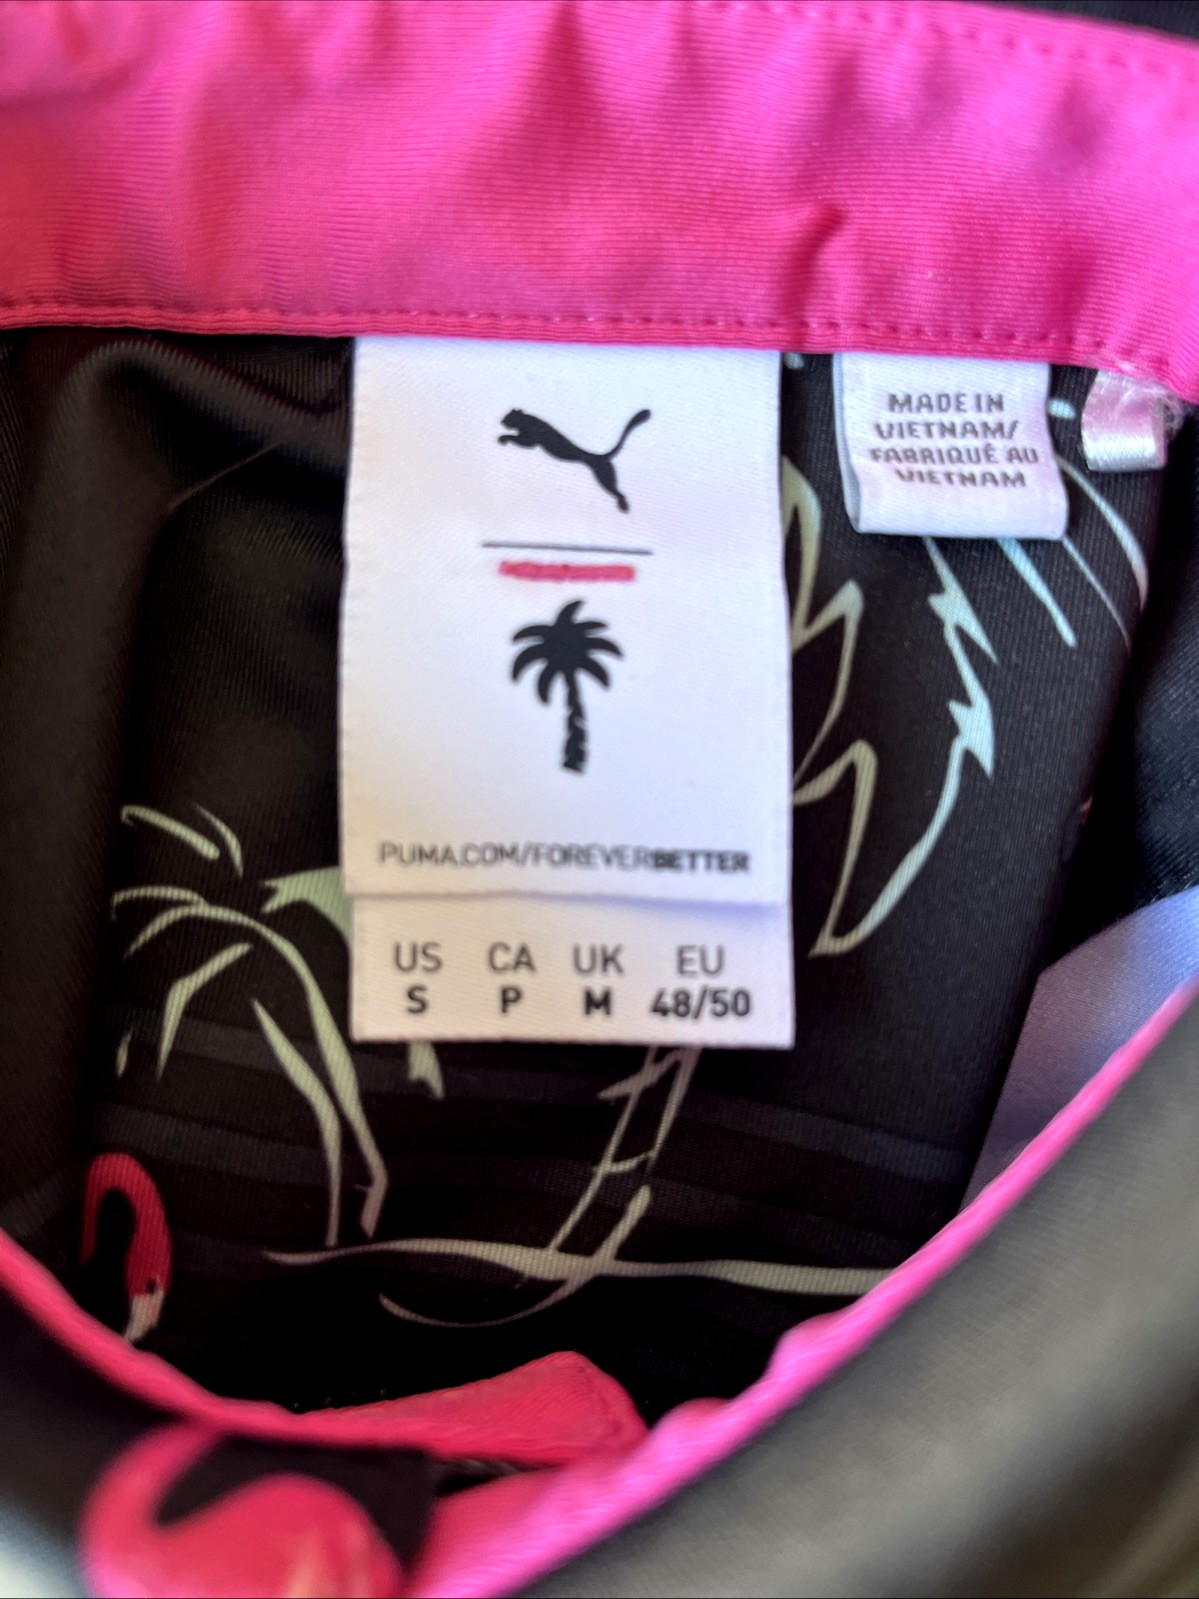 PUMA.COM/FOREVERBETTER
US CA UK EU
S P M 48/50
MADE IN
VIETNAM/
FABRIQUÉ AU
VIETNAM